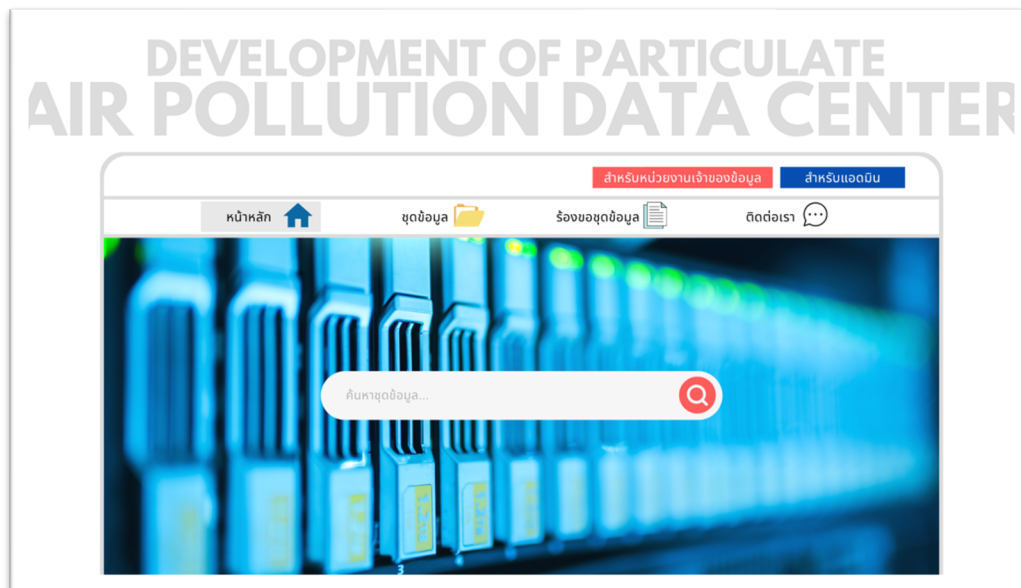 DEVELOPMENT OF PARTICULATE
AIR POLLUTION DATA CENTER
สำหรับหน่วยงานเจ้าของข้อมูล สำหรับแอดมิน
หน้าหลัก ชุดข้อมูล ร้องขอชุดข้อมูล ติดต่อเรา
ค้นหาชุดข้อมูล...
3